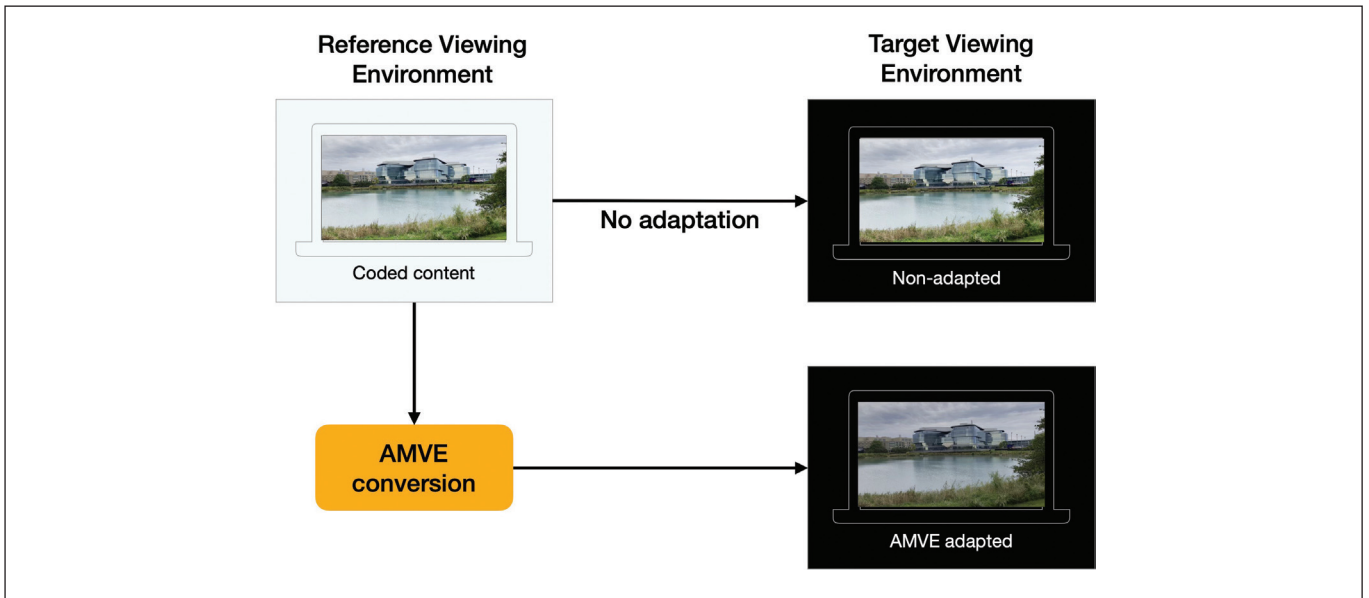 Reference Viewing
Environment
Target Viewing
Environment
Coded content
No adaptation
Non-adapted
AMVE
conversion
AMVE adapted